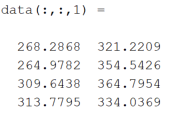 data(:,:,1) =
268.2868 321.2209
264.9782 354.5426
309.6438 364.7954
313.7795 334.0369